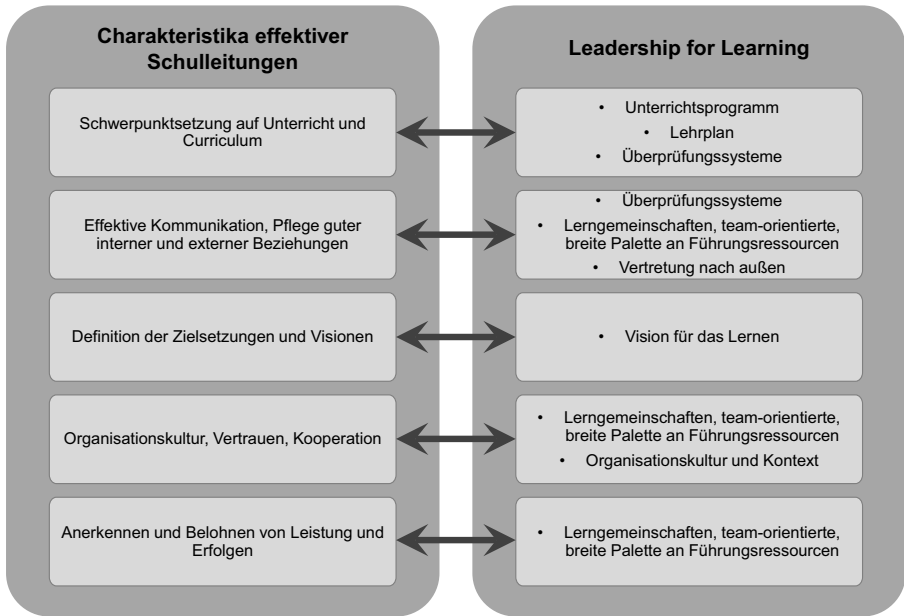 Charakteristika effektiver
Schulleitungen
Schwerpunktsetzung auf Unterricht und
Curriculum
Effektive Kommunikation, Pflege guter
interner und externer Beziehungen
Definition der Zielsetzungen und Visionen
Organisationskultur, Vertrauen, Kooperation
Anerkennen und Belohnen von Leistung und
Erfolgen
Leadership for Learning
• Unterrichtsprogramm
• Lehrplan
• Überprüfungssysteme
• Überprüfungssysteme
• Lerngemeinschaften, team-orientierte,
breite Palette an Führungsressourcen
• Vertretung nach außen
• Vision für das Lernen
• Lerngemeinschaften, team-orientierte,
breite Palette an Führungsressourcen
• Organisationskultur und Kontext
• Lerngemeinschaften, team-orientierte,
breite Palette an Führungsressourcen